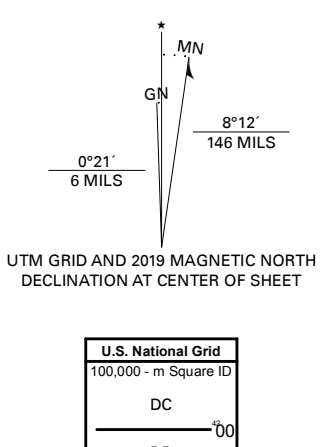 ★
MN
GN
8°12´
146 MILS
0°21´
6 MILS
UTM GRID AND 2019 MAGNETIC NORTH
DECLINATION AT CENTER OF SHEET
U.S. National Grid
100,000 - m Square ID
DC
4200